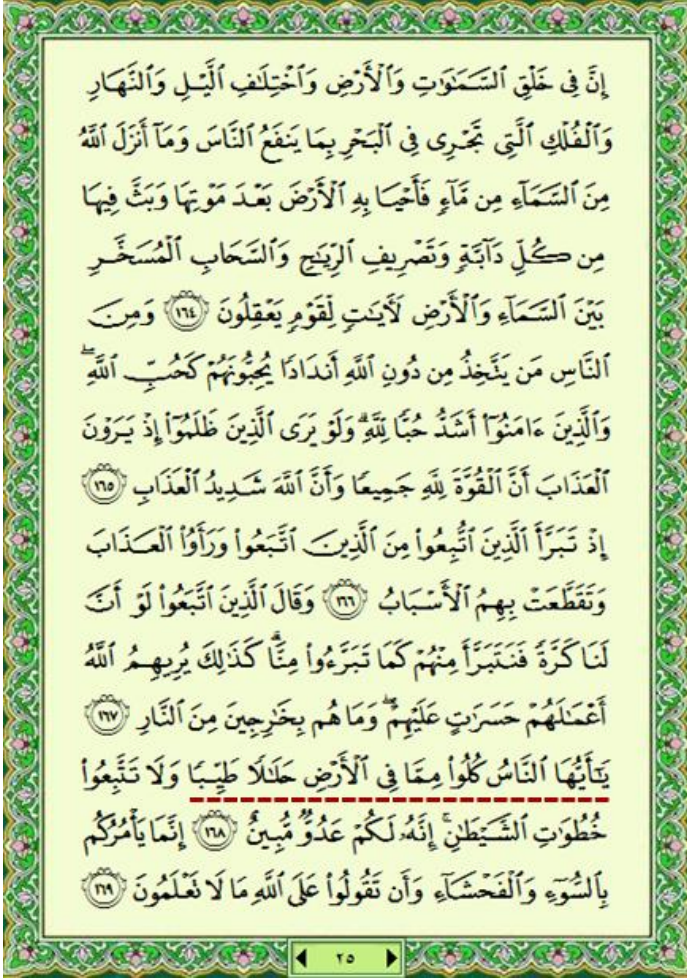 إِنَّ فِى خَلْقِ ٱلسَّمَٰوَٰتِ وَٱلْأَرْضِ وَٱخْتِلَٰفِ ٱلَّيْلِ وَٱلنَّهَارِ
وَٱلْفُلْكِ ٱلَّتِى تَجْرِى فِى ٱلْبَحْرِ بِمَا يَنفَعُ ٱلنَّاسَ وَمَآ أَنزَلَ ٱللَّهُ
مِنَ ٱلسَّمَآءِ مِن مَّآءٍ فَأَحْيَا بِهِ ٱلْأَرْضَ بَعْدَ مَوْتِهَا وَبَثَّ فِيهَا
مِن كُلِّ دَآبَّةٍ وَتَصْرِيفِ ٱلرِّيَٰحِ وَٱلسَّحَابِ ٱلْمُسَخَّرِ
بَيْنَ ٱلسَّمَآءِ وَٱلْأَرْضِ لَءَايَٰتٍ لِّقَوْمٍ يَعْقِلُونَ ١٦٤ وَمِنَ
ٱلنَّاسِ مَن يَتَّخِذُ مِن دُونِ ٱللَّهِ أَندَادًا يُحِبُّونَهُمْ كَحُبِّ ٱللَّهِ ۖ
وَٱلَّذِينَ ءَامَنُوٓا۟ أَشَدُّ حُبًّا لِّلَّهِ ۗ وَلَوْ يَرَى ٱلَّذِينَ ظَلَمُوٓا۟ إِذْ يَرَوْنَ
ٱلْعَذَابَ أَنَّ ٱلْقُوَّةَ لِلَّهِ جَمِيعًا وَأَنَّ ٱللَّهَ شَدِيدُ ٱلْعَذَابِ ١٦٥
إِذْ تَبَرَّأَ ٱلَّذِينَ ٱتُّبِعُوا۟ مِنَ ٱلَّذِينَ ٱتَّبَعُوا۟ وَرَأَوُا۟ ٱلْعَذَابَ
وَتَقَطَّعَتْ بِهِمُ ٱلْأَسْبَابُ ١٦٦ وَقَالَ ٱلَّذِينَ ٱتَّبَعُوا۟ لَوْ أَنَّ
لَنَا كَرَّةً فَنَتَبَرَّأَ مِنْهُمْ كَمَا تَبَرَّءُوا۟ مِنَّا ۗ كَذَٰلِكَ يُرِيهِمُ ٱللَّهُ
أَعْمَٰلَهُمْ حَسَرَٰتٍ عَلَيْهِمْ ۖ وَمَا هُم بِخَٰرِجِينَ مِنَ ٱلنَّارِ ١٦٧
يَٰٓأَيُّهَا ٱلنَّاسُ كُلُوا۟ مِمَّا فِى ٱلْأَرْضِ حَلَٰلًا طَيِّبًا وَلَا تَتَّبِعُوا۟
خُطُوَٰتِ ٱلشَّيْطَٰنِ ۚ إِنَّهُۥ لَكُمْ عَدُوٌّ مُّبِينٌ ١٦٨ إِنَّمَا يَأْمُرُكُم
بِٱلسُّوٓءِ وَٱلْفَحْشَآءِ وَأَن تَقُولُوا۟ عَلَى ٱللَّهِ مَا لَا تَعْلَمُونَ ١٦٩
٢٥